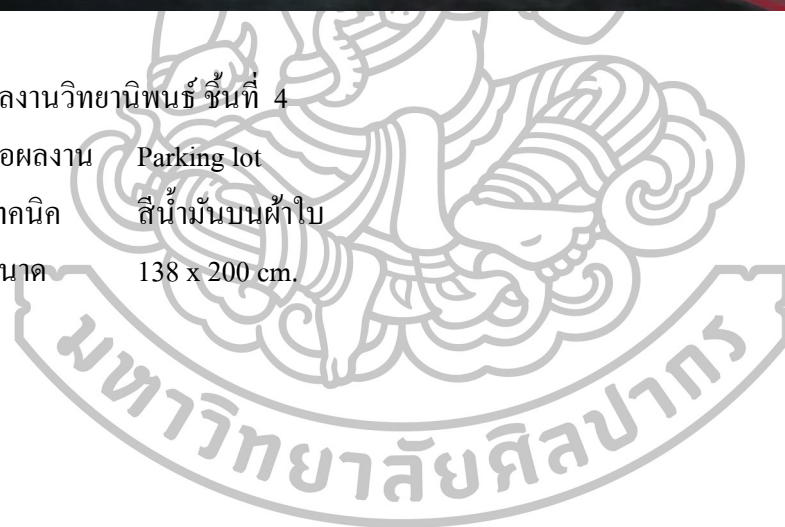 ลงานวิทยานิพนธ์ ชิ้นที่ 4
อผลงาน Parking lot
ทคนิค สีน้ำมันบนผ้าใบ
นาด 138 x 200 cm.
มหาวิทยาลัยศิลปากร